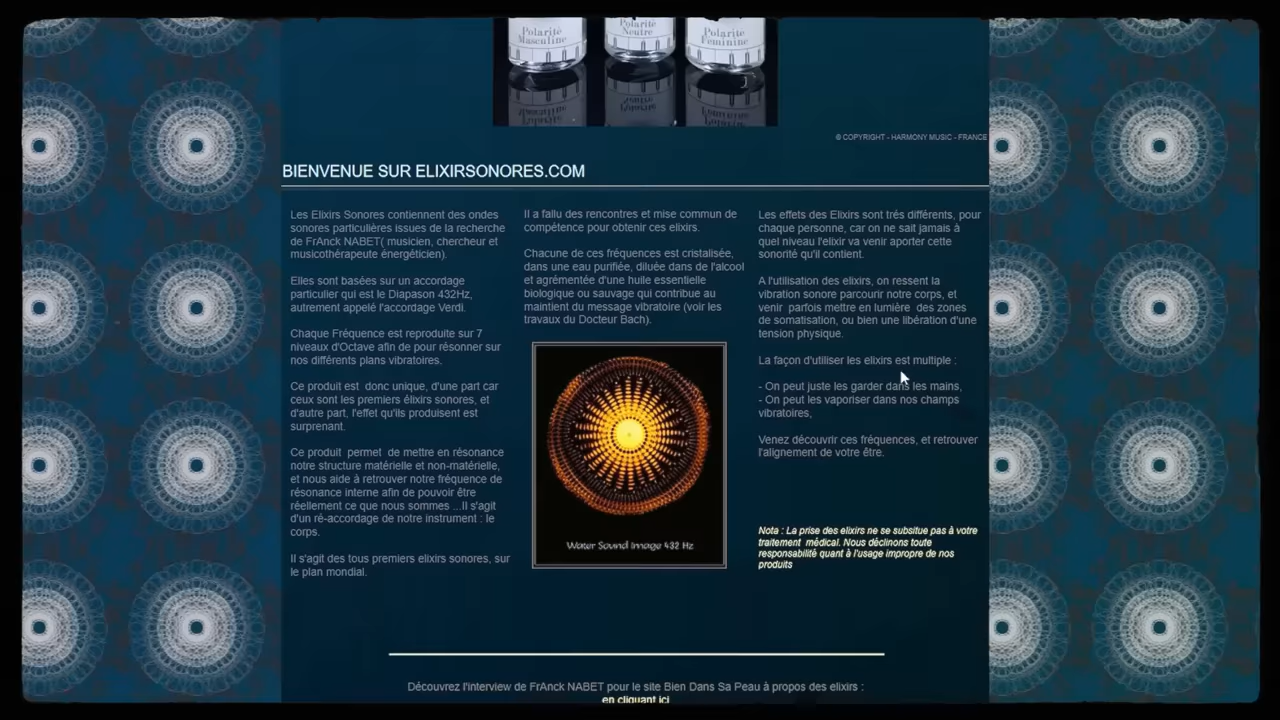 Polarité
Masculine
Polarité
Neutre
Polarité
Feminine
© COPYRIGHT - HARMONY MUSIC - FRANCE
BIENVENUE SUR ELIXIRSONORES.COM
Les Elixirs Sonores contiennent des ondes
sonores particulières issues de la recherche
de FrAnck NABET( musicien, chercheur et
musicothérapeute énergéticien).
Elles sont basées sur un accordage
particulier qui est le Diapason 432Hz,
autrement appelé l'accordage Verdi.
Chaque Fréquence est reproduite sur 7
niveaux d'Octave afin de pour résonner sur
nos différents plans vibratoires.
Ce produit est donc unique, d'une part car
ceux sont les premiers élixirs sonores, et
d'autre part, l'effet qu'ils produisent est
surprenant.
Ce produit permet de mettre en résonance
notre structure matérielle et non-matérielle,
et nous aide à retrouver notre fréquence de
résonance interne afin de pouvoir être
réellement ce que nous sommes ...Il s'agit
d'un ré-accordage de notre instrument : le
corps.
Il s'agit des tous premiers elixirs sonores, sur
le plan mondial.
Il a fallu des rencontres et mise commun de
compétence pour obtenir ces elixirs.
Chacune de ces fréquences est cristalisée,
dans une eau purifiée, diluée dans de l'alcool
et agrémentée d'une huile essentielle
biologique ou sauvage qui contribue au
maintient du message vibratoire (voir les
travaux du Docteur Bach).
Water Sound Image 432 Hz
Les effets des Elixirs sont trés différents, pour
chaque personne, car on ne sait jamais à
quel niveau l'elixir va venir aporter cette
sonorité qu'il contient.
A l'utilisation des elixirs, on ressent la
vibration sonore parcourir notre corps, et
venir parfois mettre en lumière des zones
de somatisation, ou bien une libération d'une
tension physique.
La façon d'utiliser les elixirs est multiple :
- On peut juste les garder dans les mains,
- On peut les vaporiser dans nos champs
vibratoires,
Venez découvrir ces fréquences, et retrouver
l'alignement de votre être.
Nota : La prise des elixirs ne se subsitue pas à votre
traitement médical. Nous déclinons toute
responsabilité quant à l'usage impropre de nos
produits
Découvrez l'interview de FrAnck NABET pour le site Bien Dans Sa Peau à propos des elixirs :
en cliquant ici